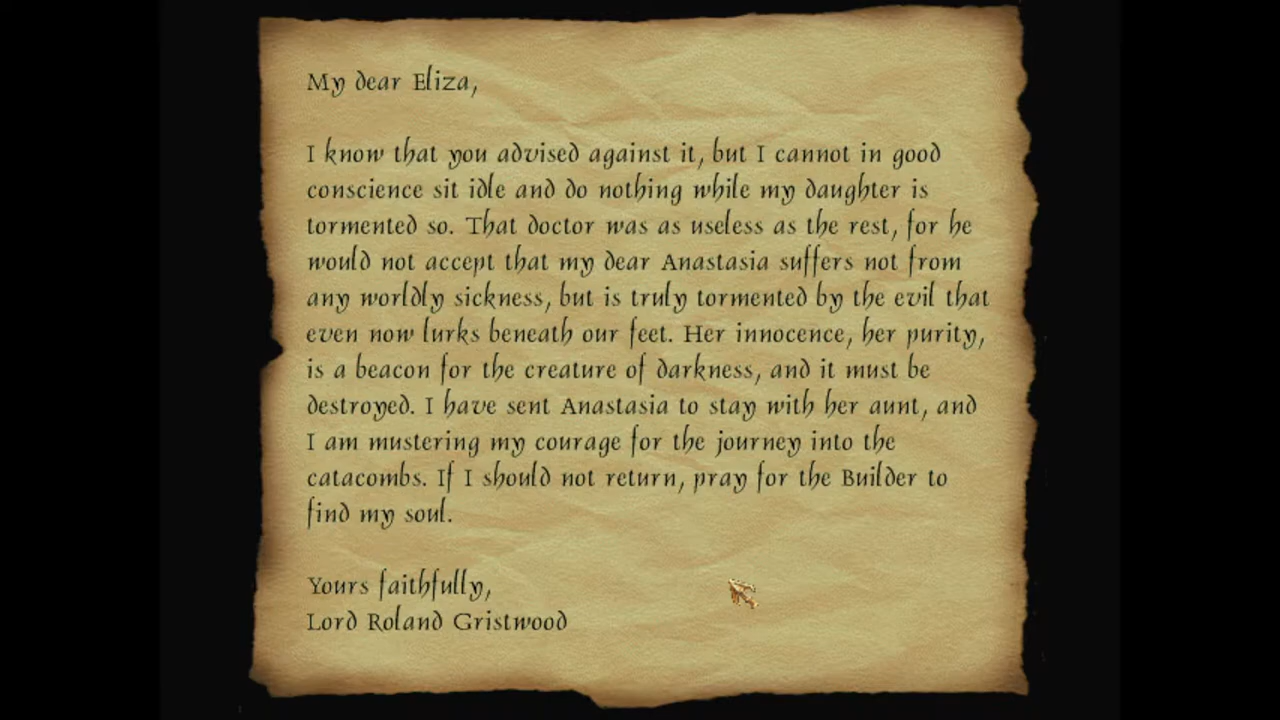 My dear Eliza,
I know that you advised against it, but I cannot in good
conscience sit idle and do nothing while my daughter is
tormented so. That doctor was as useless as the rest, for he
would not accept that my dear Anastasia suffers not from
any worldly sickness, but is truly tormented by the evil that
even now lurks beneath our feet. Her innocence, her purity,
is a beacon for the creature of darkness, and it must be
destroyed. I have sent Anastasia to stay with her aunt, and
I am mustering my courage for the journey into the
catacombs. If I should not return, pray for the Builder to
find my soul.
Yours faithfully,
Lord Roland Gristwood